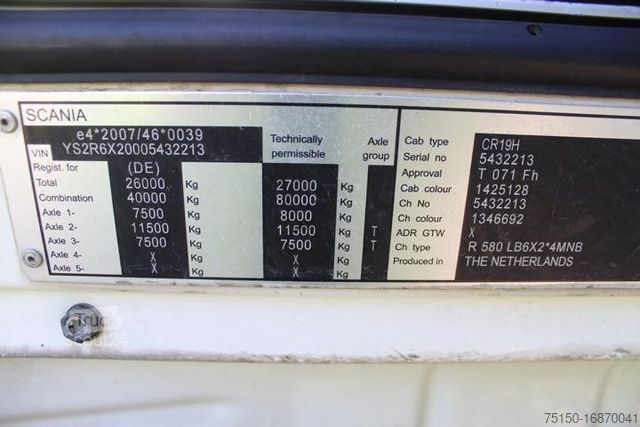 SCANIA
e4*2007/46*0039
VIN YS2R6X20005432213
Technically permissible
Axle group
Regist. for (DE)
Total 26000 Kg 27000 Kg
Combination 40000 Kg 80000 Kg
Axle 1- 7500 Kg 8000 Kg
Axle 2- 11500 Kg 11500 Kg T
Axle 3- 7500 Kg 7500 Kg T
Axle 4- X Kg X Kg
Axle 5- X Kg X Kg
Cab type CR19H
Serial no 5432213
Approval T 071 Fh
Cab colour 1425128
Ch No 5432213
Ch colour 1346692
ADR GTW X
Ch type R 580 LB6X2*4MNB
Produced in THE NETHERLANDS
Truck
Scout24
75150-16870041